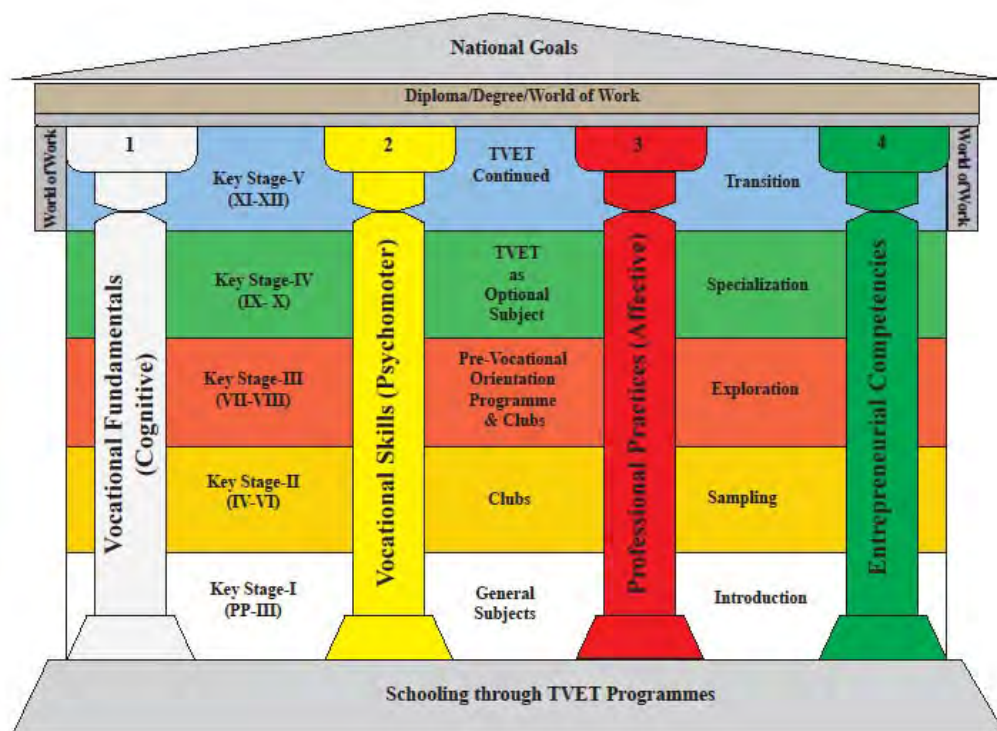 National Goals
Diploma/Degree/World of Work
World of Work
1
2
3
4
World of Work
Key Stage-V
(XI-XII)
TVET
Continued
Transition
Key Stage-IV
(IX- X)
TVET
as
Optional
Subject
Specialization
Key Stage-III
(VII-VIII)
Pre-Vocational
Orientation
Programme
& Clubs
Exploration
Key Stage-II
(IV-VI)
Clubs
Sampling
Key Stage-I
(PP-III)
General
Subjects
Introduction
Vocational Fundamentals
(Cognitive)
Vocational Skills (Psychomoter)
Professional Practices (Affective)
Entrepreneurial Competencies
Schooling through TVET Programmes